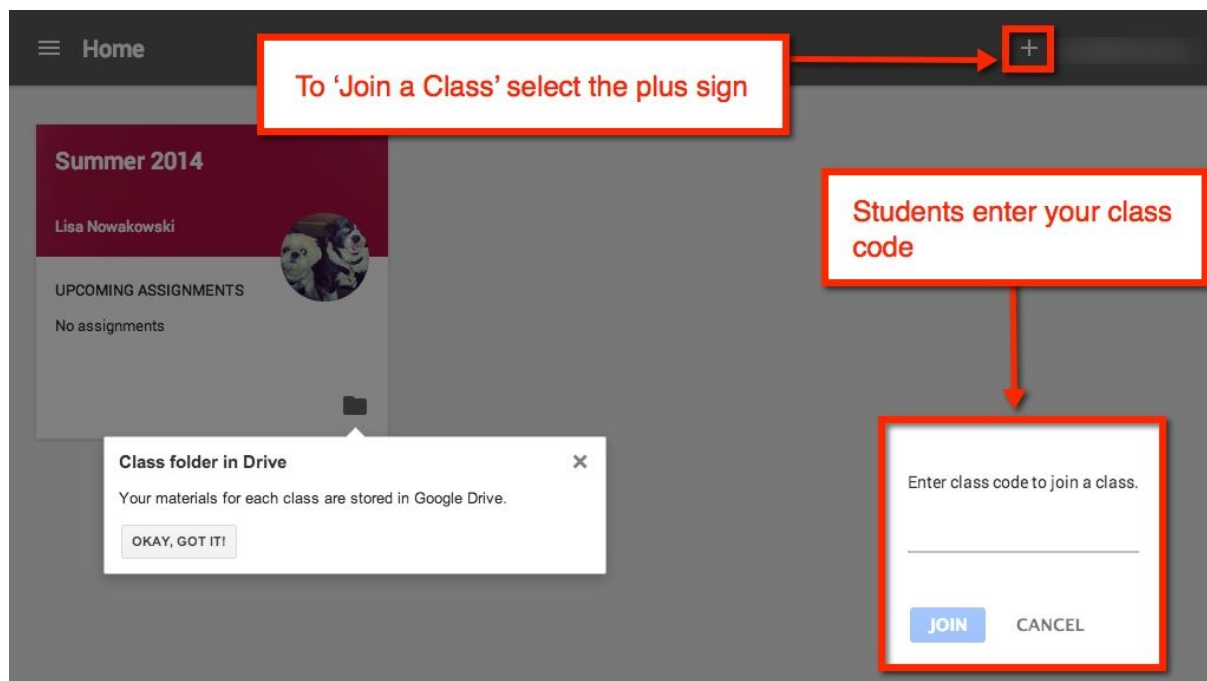 Home
To ‘Join a Class’ select the plus sign
+
Summer 2014
Lisa Nowakowski
UPCOMING ASSIGNMENTS
No assignments
Students enter your class
code
Class folder in Drive
Your materials for each class are stored in Google Drive.
OKAY, GOT IT!
Enter class code to join a class.
JOIN CANCEL